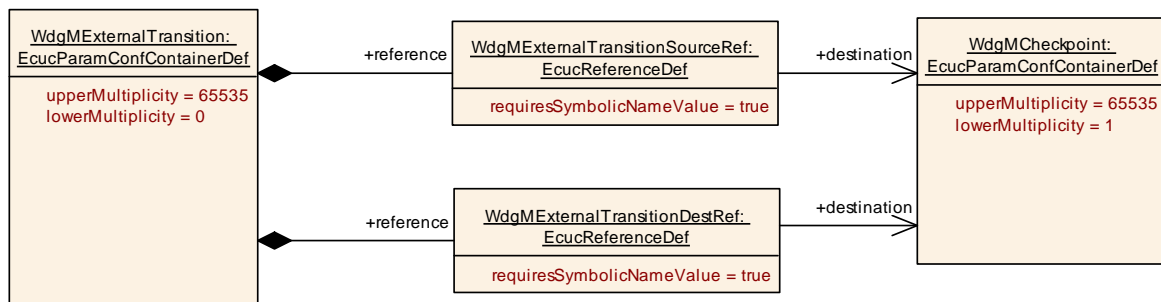 WdgMExternalTransition:
EcucParamConfContainerDef
upperMultiplicity = 65535
lowerMultiplicity = 0
+reference
WdgMExternalTransitionSourceRef:
EcucReferenceDef
requiresSymbolicNameValue = true
+destination
WdgMCheckpoint:
EcucParamConfContainerDef
upperMultiplicity = 65535
lowerMultiplicity = 1
+reference
WdgMExternalTransitionDestRef:
EcucReferenceDef
requiresSymbolicNameValue = true
+destination